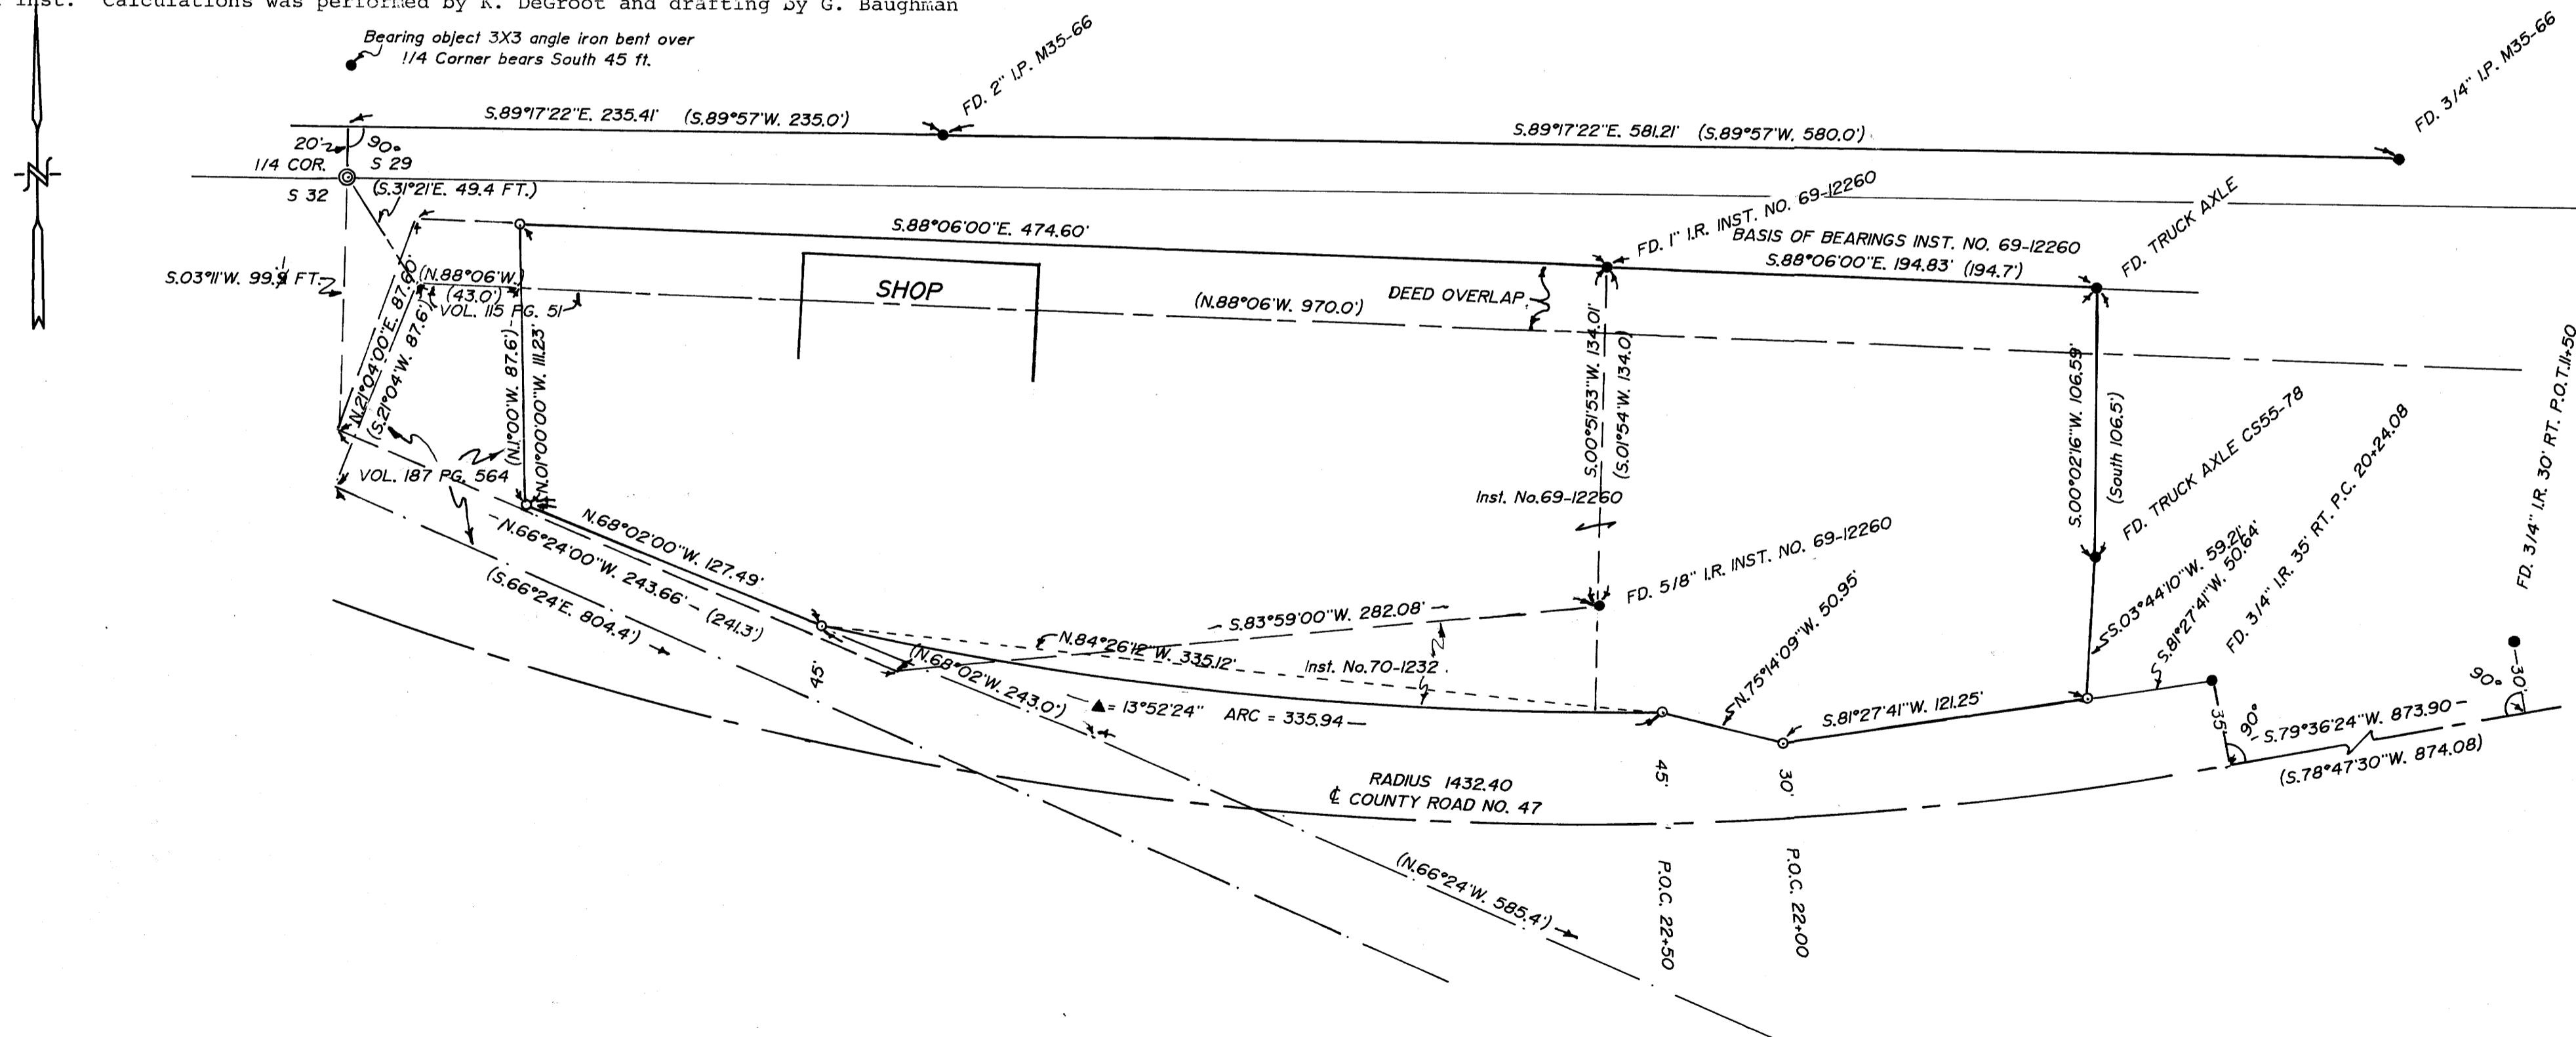 Inst. Calculations was performed by R. DeGroot and drafting by G. Baughman
Bearing object 3X3 angle iron bent over
1/4 Corner bears South 45 ft.
FD. 2" I.P. M35-66
FD. 3/4" I.P. M35-66
S.89°17'22"E. 235.41' (S.89°57'W. 235.0')
S.89°17'22"E. 581.21' (S.89°57'W. 580.0')
20'
90°
1/4 COR.
S 29
S 32
(S.31°21'E. 49.4 FT.)
S.88°06'00"E. 474.60'
FD. 1" I.R. INST. NO. 69-12260
BASIS OF BEARINGS INST. NO. 69-12260
S.88°06'00"E. 194.83' (194.7')
FD. TRUCK AXLE
S.03°11'W. FT.
(N.88°06'W.)
(43.0')
VOL. 115 PG. 51
SHOP
(N.88°06'W. 970.0')
DEED OVERLAP.
N.21°04'00"E. 87.60'
(S.21°04'W. 87.6')
(N.1°00'W. 87.6')
N.01°00'00"W. 111.23'
S.00°51'53"W. 134.01'
(S.01°54'W. 134.0)
S.00°02'16"W. 106.59'
(South 106.5')
VOL. 187 PG. 564
Inst. No.69-12260
FD. TRUCK AXLE CS55-78
FD. 3/4" I.R. 35' RT. P.C. 20+24.08
FD. 3/4" I.R. 30' RT. P.O.T.11+50
N.68°02'00"W. 127.49'
N.66°24'00"W. 243.66' (241.3')
(S.66°24'E. 804.4')
S.83°59'00"W. 282.08'
FD. 5/8" I.R. INST. NO. 69-12260
N.84°26'12"W. 335.12'
Inst. No.70-1232
(N.68°02'W. 243.0')
▲= 13°52'24" ARC = 335.94
N.75°14'09"W. 50.95'
S.81°27'41"W. 121.25'
S.03°44'10"W. 59.21'
S.81°27'41"W. 50.64'
45'
35'
90°
30'
90°
S.79°36'24"W. 873.90
(S.78°47'30"W. 874.08)
RADIUS 1432.40
℄ COUNTY ROAD NO. 47
45'
30'
P.O.C. 22+50
P.O.C. 22+00
(N.66°24'W. 585.4')
N